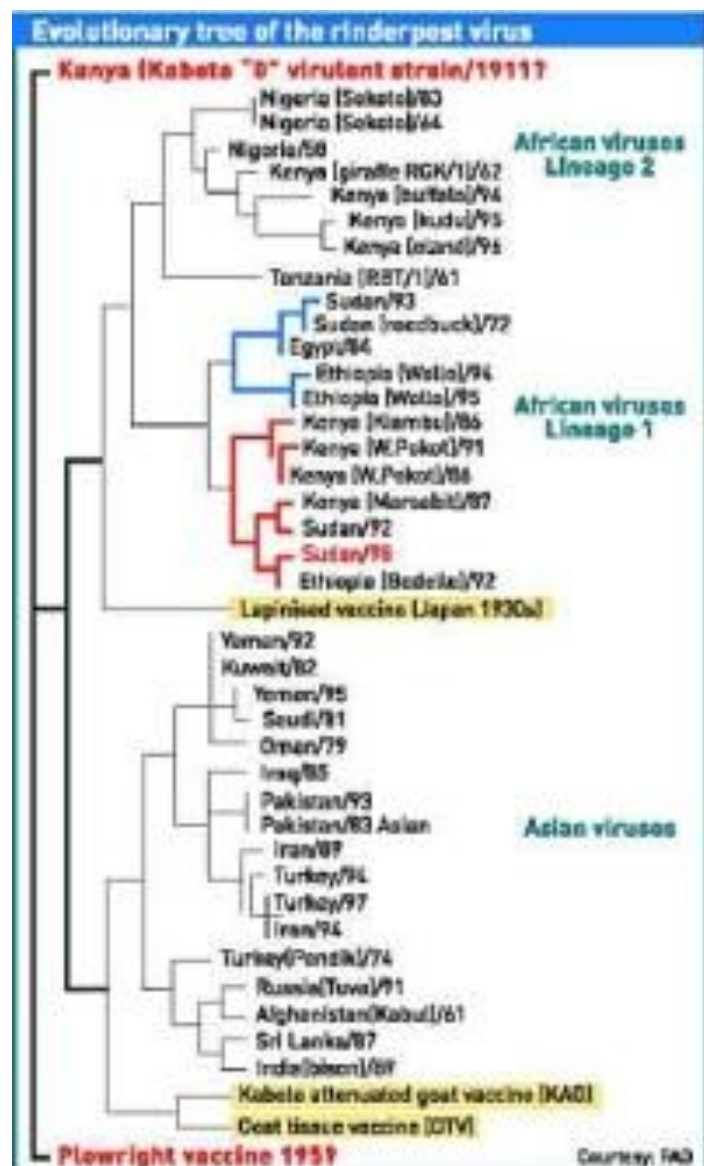 Evolutionary tree of the rinderpest virus
Kenya (Kabete "O" virulent strain/1911?
Nigeria (Sokoto)/83
Nigeria (Sokoto)/64
Nigeria/58
Kenya (giraffe RGK/1)/62
Kenya (buffalo)/94
Kenya (kudu)/95
Kenya (eland)/96
African viruses
Lineage 2
Tanzania (RBT/1)/61
Sudan/93
Sudan (reedbuck)/72
Egypt/84
Ethiopia (Wollo)/94
Ethiopia (Wollo)/95
Kenya (Kiambu)/86
Kenya (W.Pokot)/91
Kenya (W.Pokot)/86
Kenya (Marsabit)/87
Sudan/92
Sudan/98
Ethiopia (Bedelle)/92
African viruses
Lineage 1
Lapinised vaccine (Japan 1930s)
Yemen/92
Kuwait/82
Yemen/95
Saudi/81
Oman/79
Iraq/85
Pakistan/93
Pakistan/83 Asian
Iran/89
Turkey/94
Turkey/97
Iran/94
Asian viruses
Turkey(Pendik)/74
Russia(Tuva)/91
Afghanistan(Kabul)/61
Sri Lanka/87
India(bison)/89
Kabete attenuated goat vaccine (KAG)
Goat tissue vaccine (GTV)
Plowright vaccine 1959
Courtesy: FAO